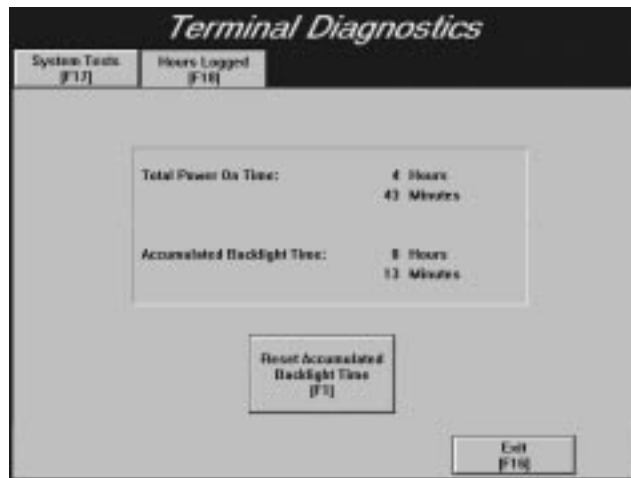 Terminal Diagnostics
System Tests
[F17]
Hours Logged
[F18]
Total Power On Time:
4 Hours
43 Minutes
Accumulated Backlight Time:
Hours
13 Minutes
Reset Accumulated
Backlight Time
[F1]
Exit
[F16]